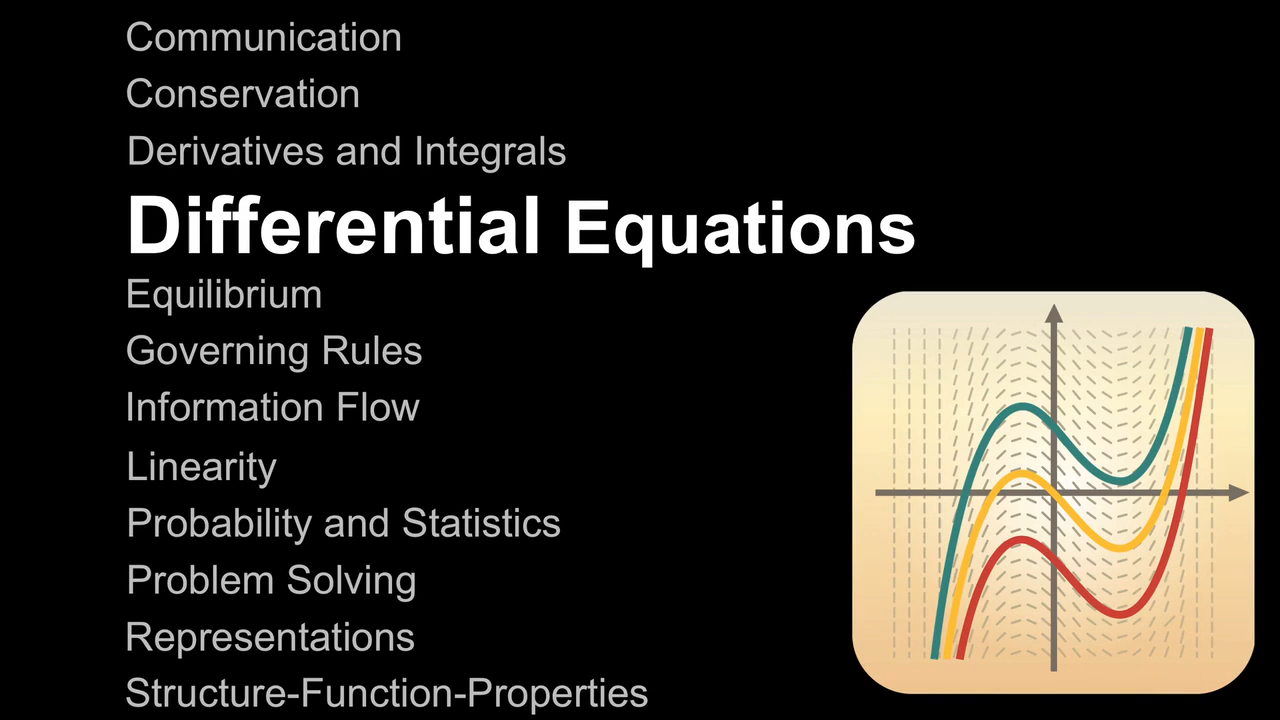 Communication
Conservation
Derivatives and Integrals
Differential Equations
Equilibrium
Governing Rules
Information Flow
Linearity
Probability and Statistics
Problem Solving
Representations
Structure-Function-Properties